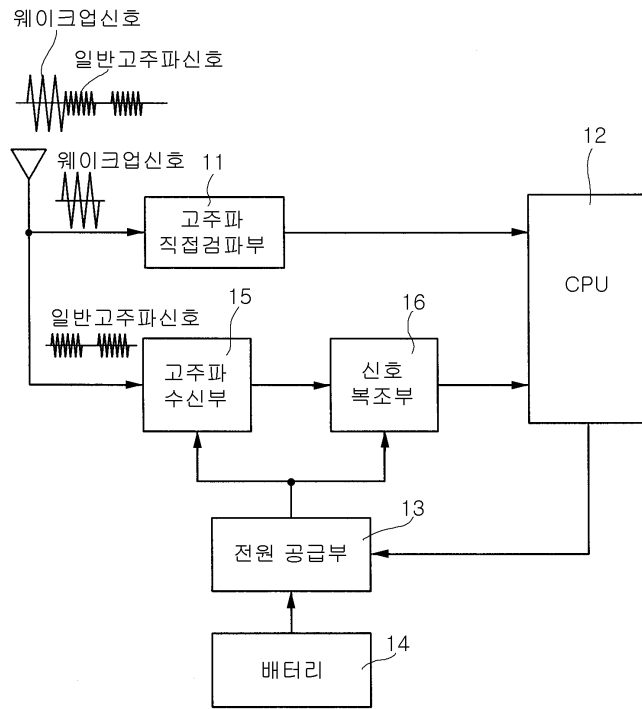 웨이크업신호
일반고주파신호
웨이크업신호
11
12
고주파
직접검파부
CPU
일반고주파신호
15
16
고주파
수신부
신호
복조부
13
전원 공급부
14
배터리